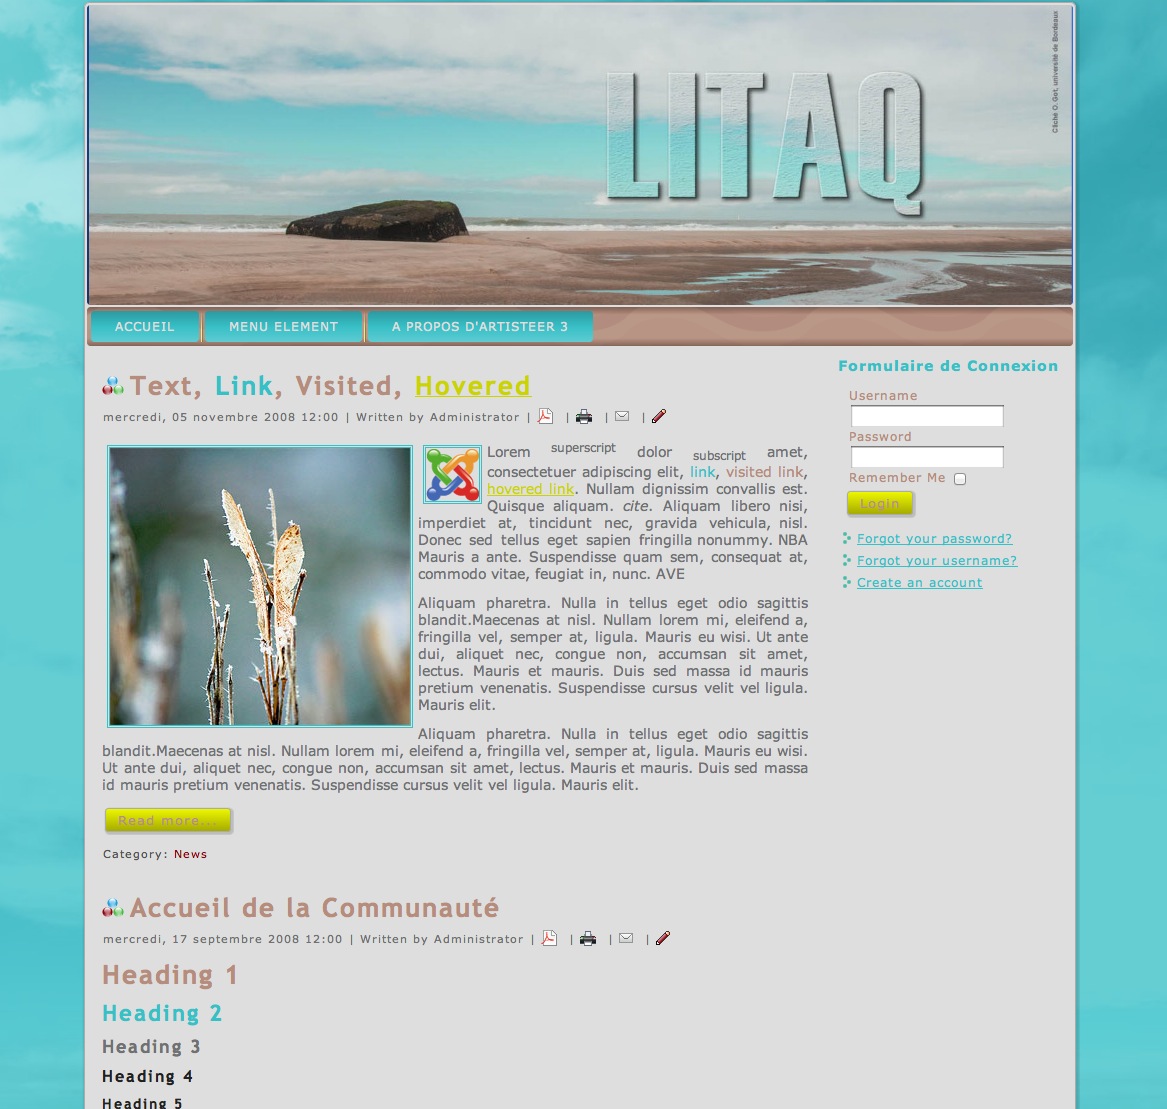 Cliché D. Got, université de Bordeaux
LITAQ
ACCUEIL
MENU ELEMENT
A PROPOS D'ARTISTEER 3
Text, Link, Visited, Hovered
mercredi, 05 novembre 2008 12:00 | Written by Administrator | | | |
Lorem superscript dolor subscript amet,
consectetuer adipiscing elit, link, visited link,
hovered link. Nullam dignissim convallis est.
Quisque aliquam. cite. Aliquam libero nisi,
imperdiet at, tincidunt nec, gravida vehicula, nisl.
Donec sed tellus eget sapien fringilla nonummy. NBA
Mauris a ante. Suspendisse quam sem, consequat at,
commodo vitae, feugiat in, nunc. AVE
Aliquam pharetra. Nulla in tellus eget odio sagittis
blandit.Maecenas at nisl. Nullam lorem mi, eleifend a,
fringilla vel, semper at, ligula. Mauris eu wisi. Ut ante
dui, aliquet nec, congue non, accumsan sit amet,
lectus. Mauris et mauris. Duis sed massa id mauris
pretium venenatis. Suspendisse cursus velit vel ligula.
Mauris elit.
Aliquam pharetra. Nulla in tellus eget odio sagittis
blandit.Maecenas at nisl. Nullam lorem mi, eleifend a, fringilla vel, semper at, ligula. Mauris eu wisi.
Ut ante dui, aliquet nec, congue non, accumsan sit amet, lectus. Mauris et mauris. Duis sed massa
id mauris pretium venenatis. Suspendisse cursus velit vel ligula. Mauris elit.
Read more...
Category: News
Accueil de la Communauté
mercredi, 17 septembre 2008 12:00 | Written by Administrator | | | |
Heading 1
Heading 2
Heading 3
Heading 4
Heading 5
Formulaire de Connexion
Username
Password
Remember Me
Login
Forgot your password?
Forgot your username?
Create an account